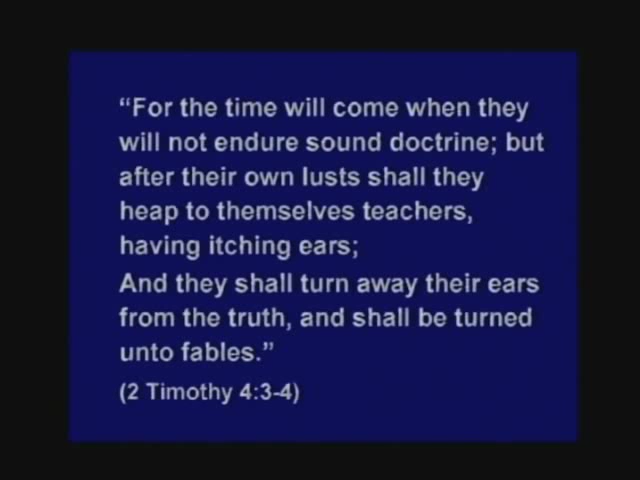 “For the time will come when they
will not endure sound doctrine; but
after their own lusts shall they
heap to themselves teachers,
having itching ears;
And they shall turn away their ears
from the truth, and shall be turned
unto fables.”
(2 Timothy 4:3-4)